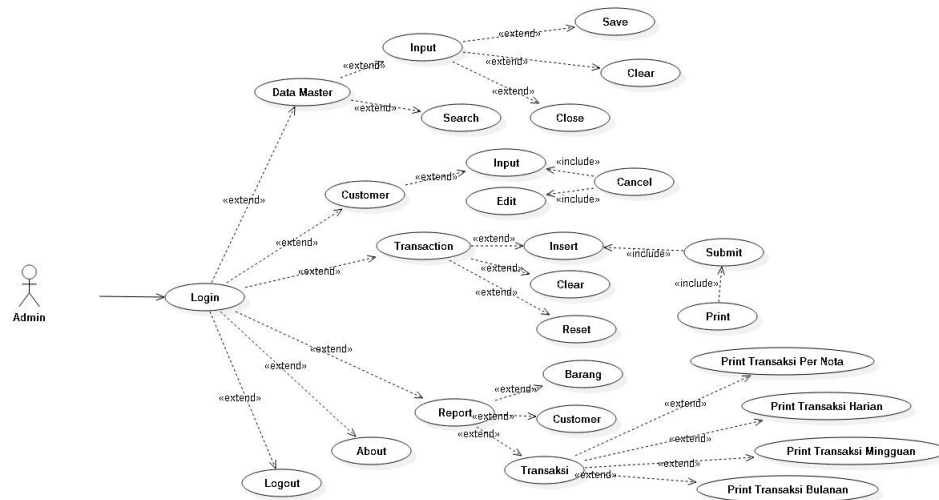 Save
«extend»
Input
«extend»
Clear
«extend»
Data Master
«extend»
«extend»
Search
Close
Input
«include»
«extend»
Cancel
Customer
Edit
«include»
«extend»
«extend»
Transaction
«extend»
Insert
«include»
Submit
«extend»
«extend»
Clear
«include»
«extend»
Login
Admin
Reset
Print
«extend»
«extend»
Print Transaksi Per Nota
Barang
«extend»
«extend»
Report
«extend»
Customer
«extend»
Print Transaksi Harian
«extend»
«extend»
About
Transaksi
«extend»
Print Transaksi Mingguan
«extend»
Logout
Print Transaksi Bulanan